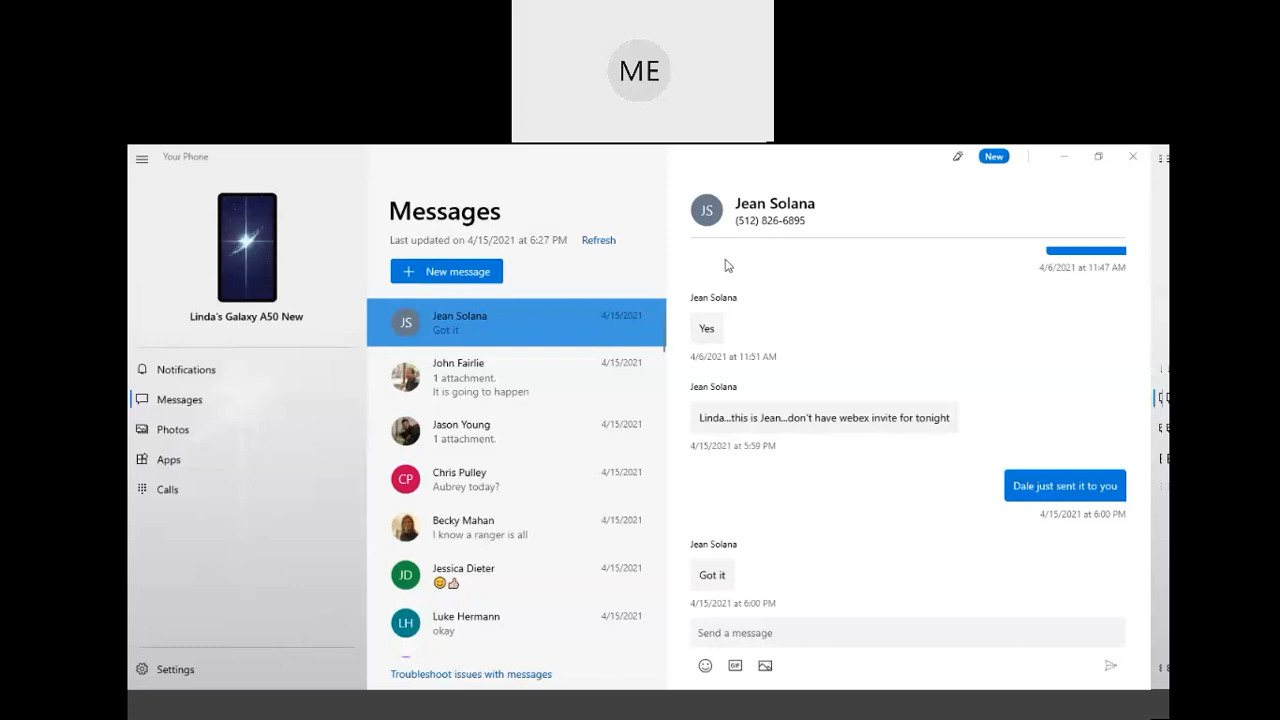 ME
Your Phone
New
Linda's Galaxy A50 New
Notifications
Messages
Photos
Apps
Calls
Settings
Messages
Last updated on 4/15/2021 at 6:27 PM Refresh
+ New message
JS Jean Solana 4/15/2021
Got it
John Fairlie 4/15/2021
1 attachment.
It is going to happen
Jason Young 4/15/2021
1 attachment.
CP Chris Pulley 4/15/2021
Aubrey today?
Becky Mahan 4/15/2021
I know a ranger is all
JD Jessica Dieter 4/15/2021
😊👍
LH Luke Hermann 4/15/2021
okay
Troubleshoot issues with messages
JS Jean Solana
(512) 826-6895
4/6/2021 at 11:47 AM
Jean Solana
Yes
4/6/2021 at 11:51 AM
Jean Solana
Linda...this is Jean...don't have webex invite for tonight
4/15/2021 at 5:59 PM
Dale just sent it to you
4/15/2021 at 6:00 PM
Jean Solana
Got it
4/15/2021 at 6:00 PM
Send a message
GIF